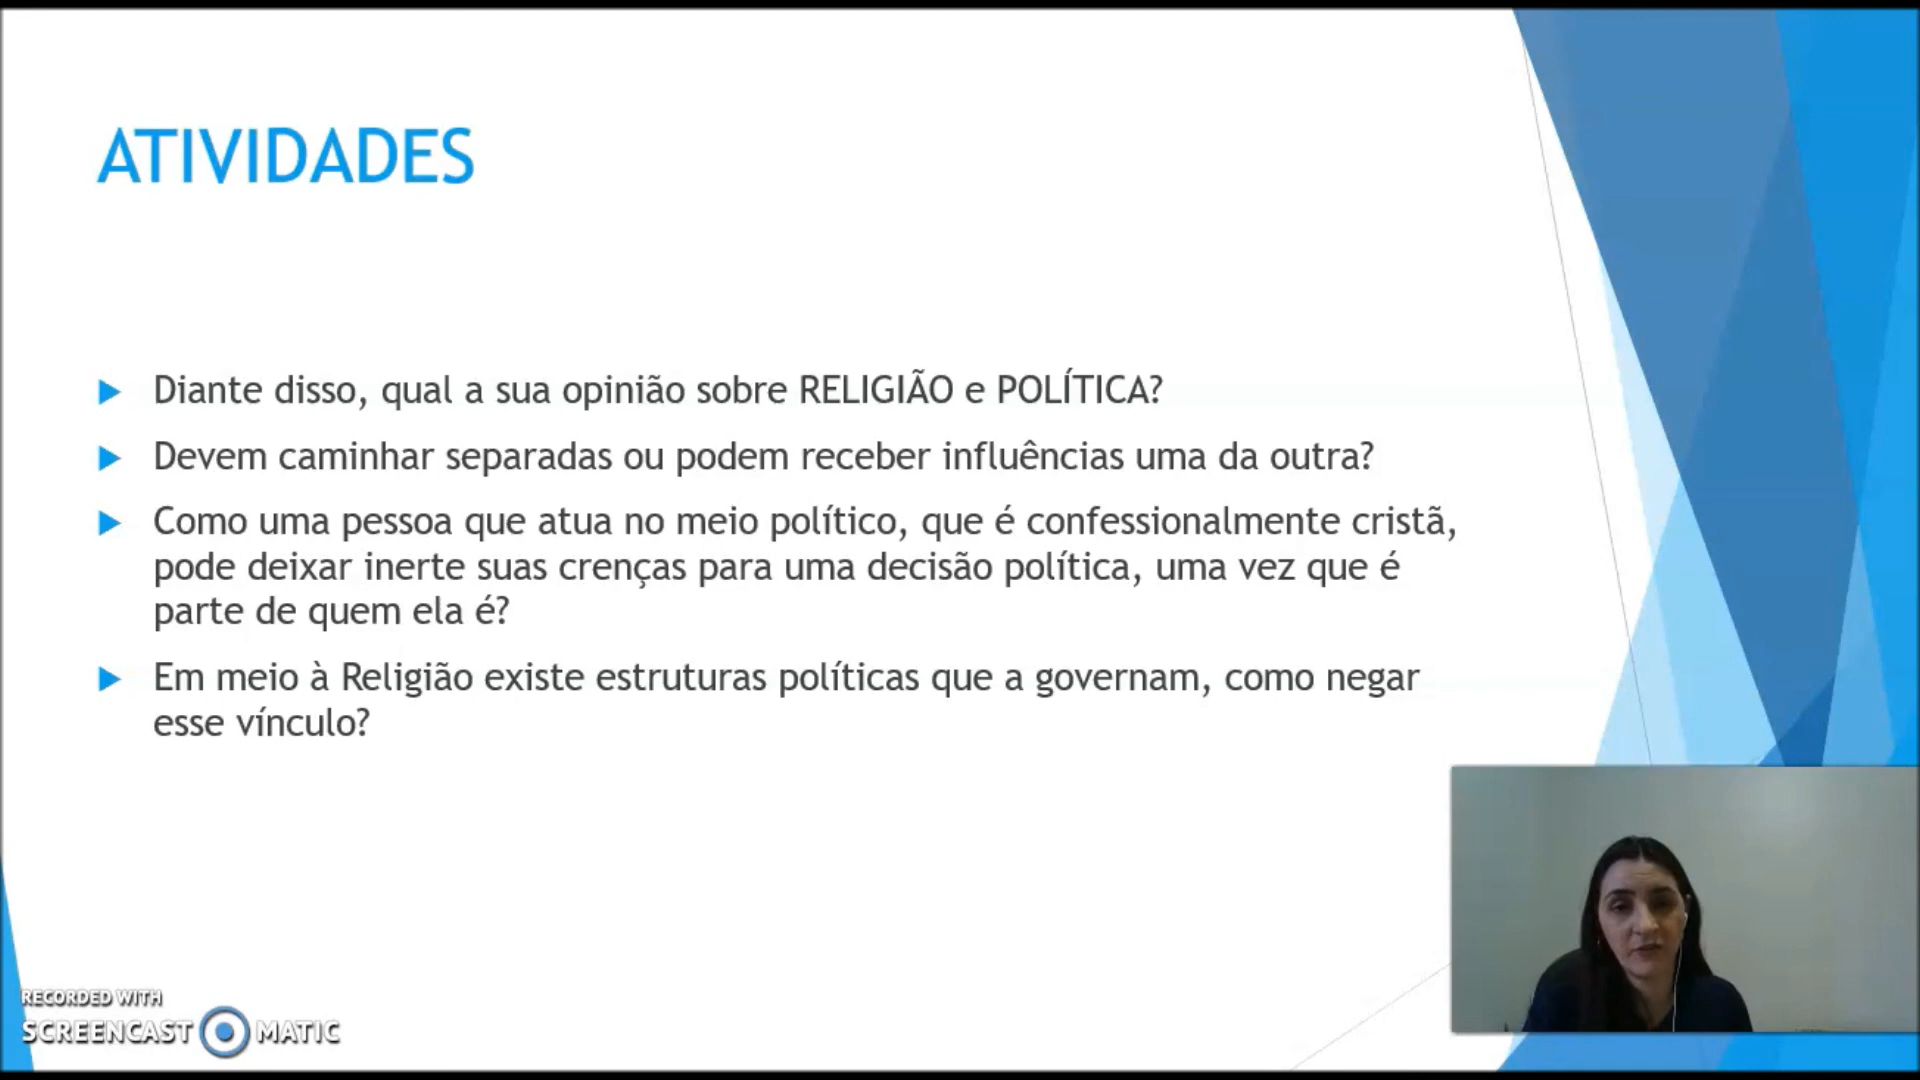 ATIVIDADES
Diante disso, qual a sua opinião sobre RELIGIÃO e POLÍTICA?
Devem caminhar separadas ou podem receber influências uma da outra?
Como uma pessoa que atua no meio político, que é confessionalmente cristã,
pode deixar inerte suas crenças para uma decisão política, uma vez que é
parte de quem ela é?
Em meio à Religião existe estruturas políticas que a governam, como negar
esse vínculo?
RECORDED WITH
SCREENCAST MATIC